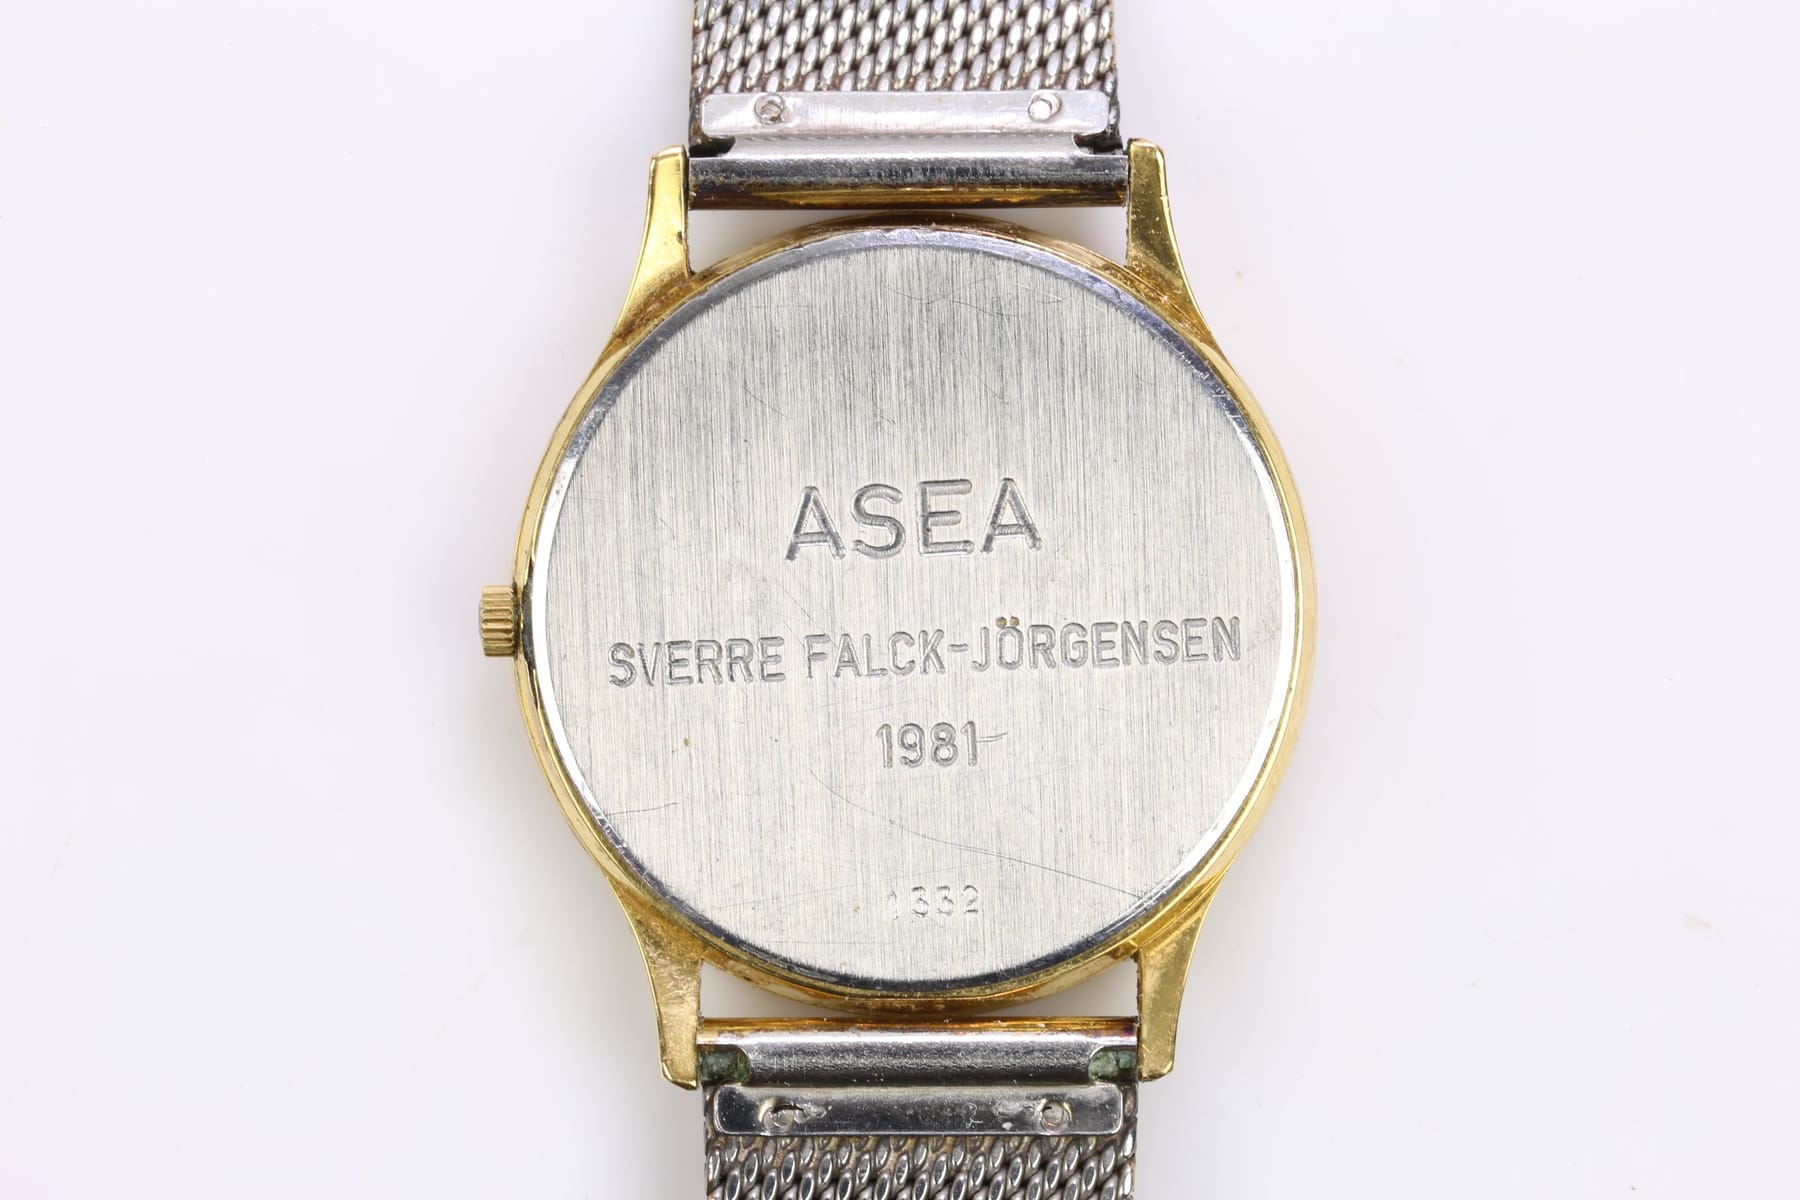 ASEA
SVERRE FALCK-JÖRGENSEN
1981
1332